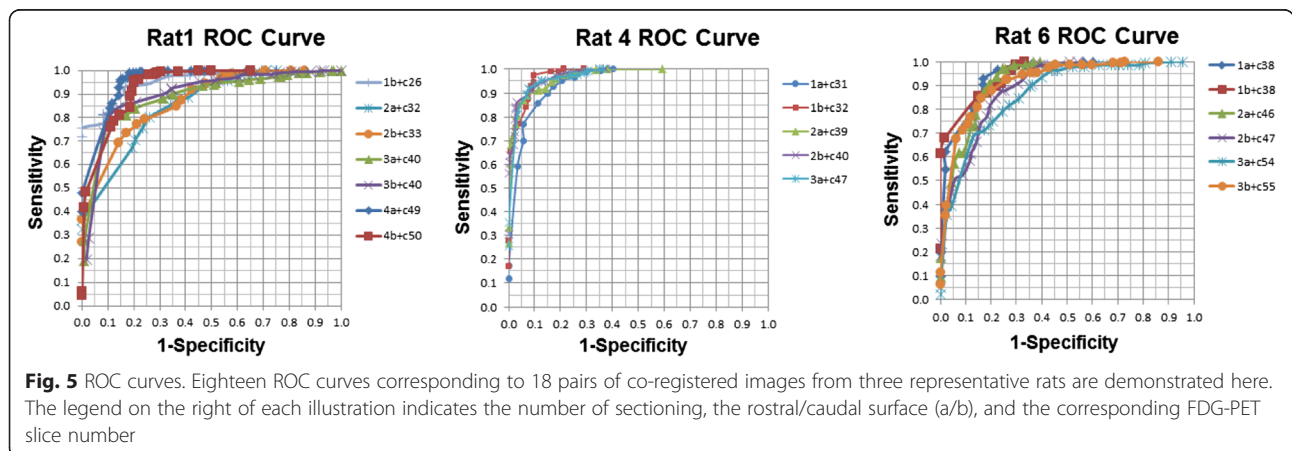 Rat1 ROC Curve
Sensitivity
1.0
0.9
0.8
0.7
0.6
0.5
0.4
0.3
0.2
0.1
0.0
0.0 0.1 0.2 0.3 0.4 0.5 0.6 0.7 0.8 0.9 1.0
1-Specificity
1b+c26
2a+c32
2b+c33
3a+c40
3b+c40
4a+c49
4b+c50
Rat 4 ROC Curve
Sensitivity
1.0
0.9
0.8
0.7
0.6
0.5
0.4
0.3
0.2
0.1
0.0
0.0 0.1 0.2 0.3 0.4 0.5 0.6 0.7 0.8 0.9 1.0
1-Specificity
1a+c31
1b+c32
2a+c39
2b+c40
3a+c47
Rat 6 ROC Curve
Sensitivity
1.0
0.9
0.8
0.7
0.6
0.5
0.4
0.3
0.2
0.1
0.0
0.0 0.1 0.2 0.3 0.4 0.5 0.6 0.7 0.8 0.9 1.0
1-Specificity
1a+c38
1b+c38
2a+c46
2b+c47
3a+c54
3b+c55
Fig. 5 ROC curves. Eighteen ROC curves corresponding to 18 pairs of co-registered images from three representative rats are demonstrated here.
The legend on the right of each illustration indicates the number of sectioning, the rostral/caudal surface (a/b), and the corresponding FDG-PET
slice number